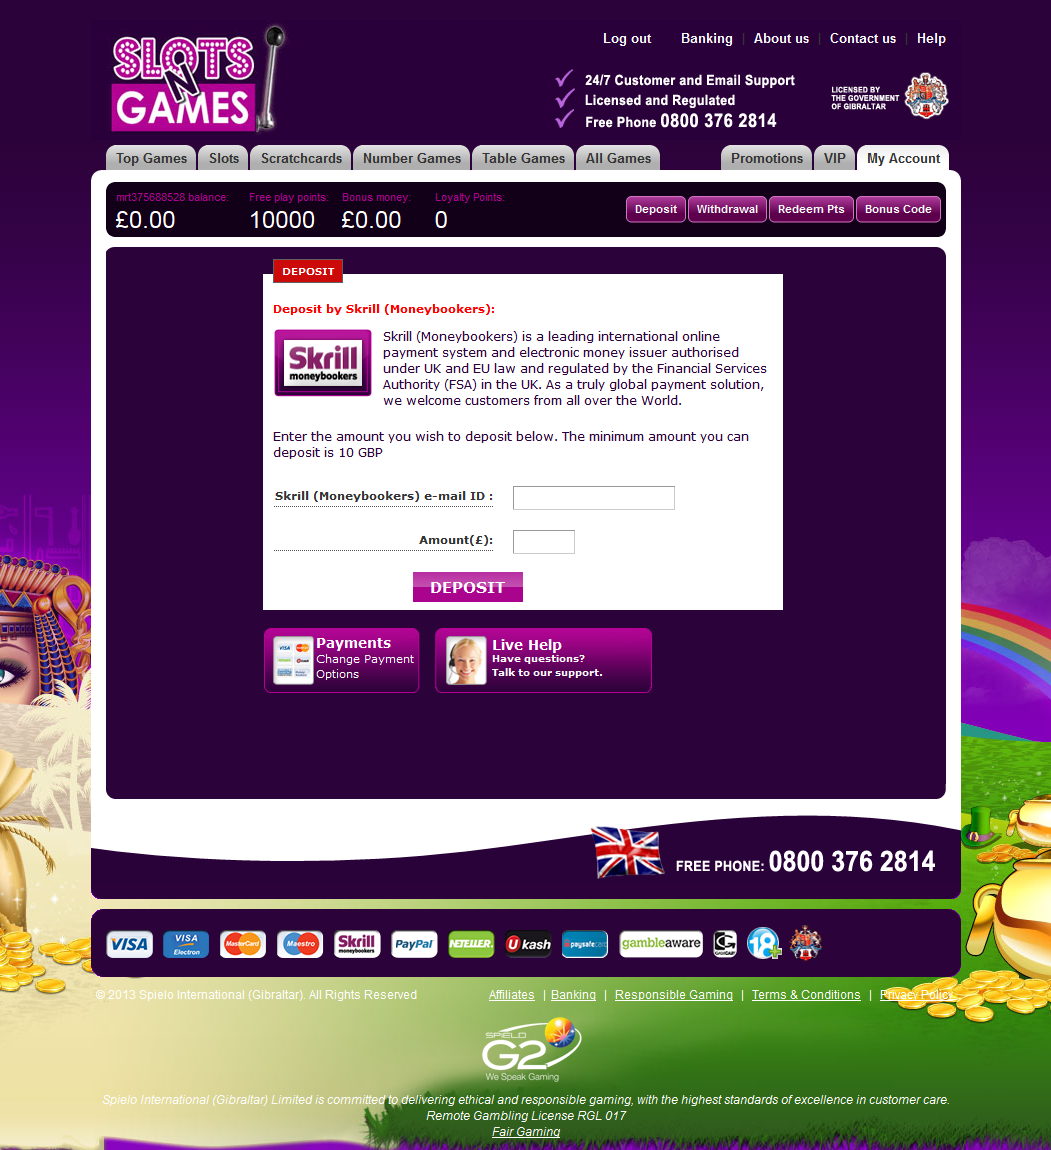 SLOTS
N
GAMES
Log out
Banking | About us | Contact us | Help
24/7 Customer and Email Support
Licensed and Regulated
Free Phone 0800 376 2814
LICENSED BY
THE GOVERNMENT
OF GIBRALTAR
Top Games
Slots
Scratchcards
Number Games
Table Games
All Games
Promotions
VIP
My Account
mrt375688528 balance:
£0.00
Free play points:
10000
Bonus money:
£0.00
Loyalty Points:
0
Deposit
Withdrawal
Redeem Pts
Bonus Code
DEPOSIT
Deposit by Skrill (Moneybookers):
Skrill
moneybookers
Skrill (Moneybookers) is a leading international online
payment system and electronic money issuer authorised
under UK and EU law and regulated by the Financial Services
Authority (FSA) in the UK. As a truly global payment solution,
we welcome customers from all over the World.
Enter the amount you wish to deposit below. The minimum amount you can
deposit is 10 GBP
Skrill (Moneybookers) e-mail ID :
Amount(£):
DEPOSIT
Payments
Change Payment
Options
Live Help
Have questions?
Talk to our support.
FREE PHONE: 0800 376 2814
VISA
VISA
Electron
MasterCard
Maestro
Skrill
moneybookers
PayPal
NETELLER.
Ukash
paysafecard
gambleaware
18+
© 2013 Spielo International (Gibraltar). All Rights Reserved
Affiliates | Banking | Responsible Gaming | Terms & Conditions | Privacy Policy
SPIELO
G2
We Speak Gaming
Spielo International (Gibraltar) Limited is committed to delivering ethical and responsible gaming, with the highest standards of excellence in customer care.
Remote Gambling License RGL 017
Fair Gaming